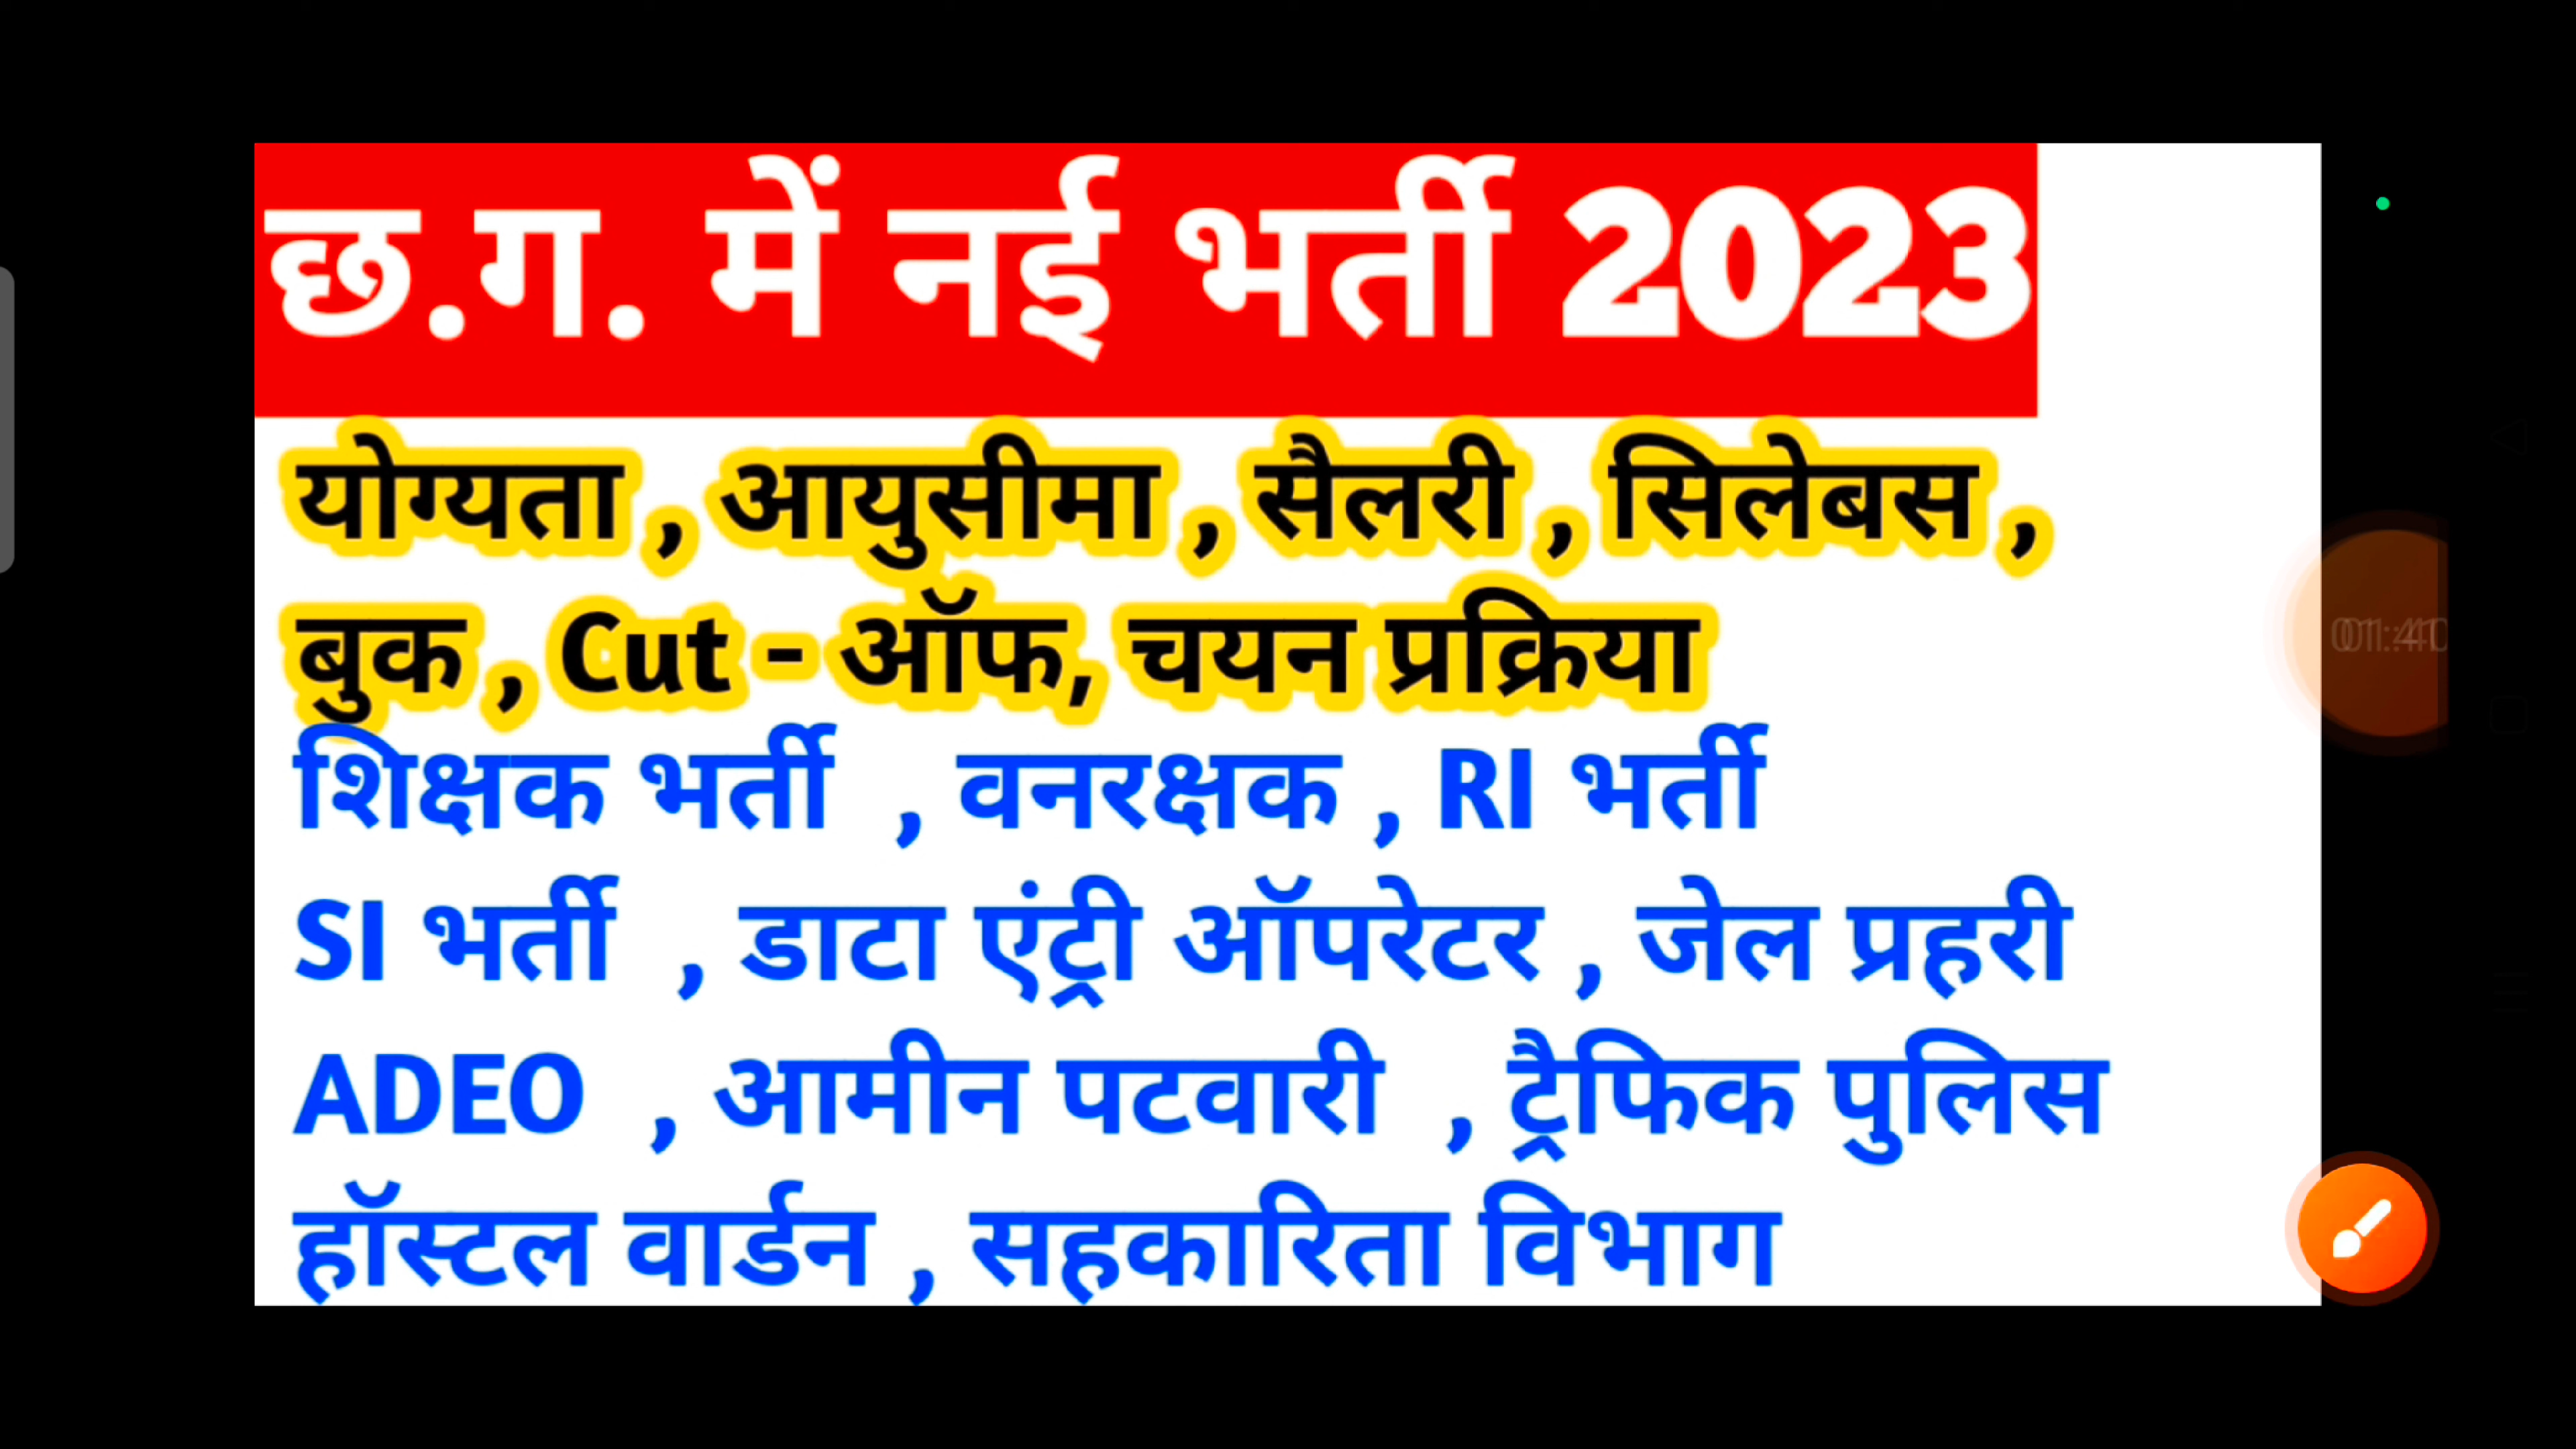 छ.ग. में नई भर्ती 2023
योग्यता , आयुसीमा , सैलरी , सिलेबस ,
बुक , Cut - ऑफ, चयन प्रक्रिया
शिक्षक भर्ती , वनरक्षक , RI भर्ती
SI भर्ती , डाटा एंट्री ऑपरेटर , जेल प्रहरी
ADEO , आमीन पटवारी , ट्रैफिक पुलिस
हॉस्टल वार्डन , सहकारिता विभाग